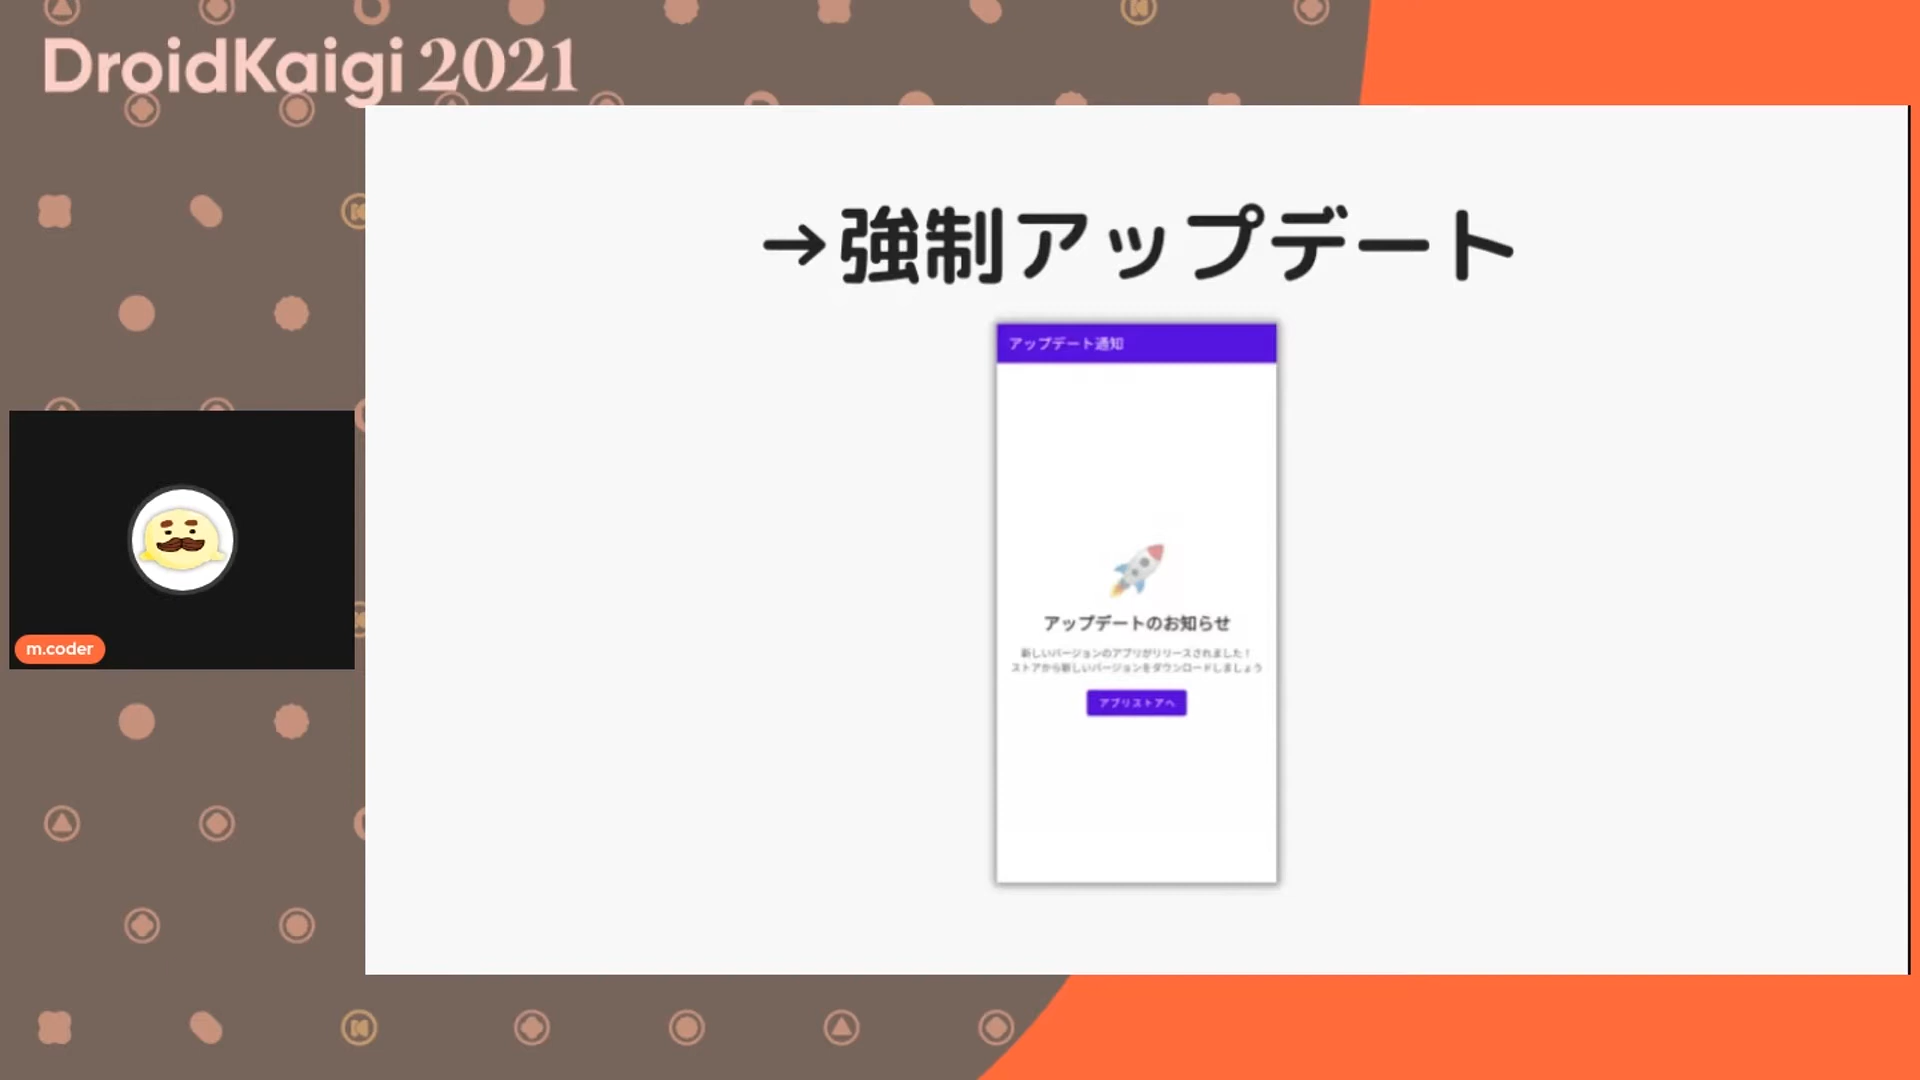 DroidKaigi 2021
→強制アップデート
アップデート通知
アップデートのお知らせ
新しいバージョンのアプリがリリースされました！
ストアから新しいバージョンをダウンロードしましょう
アプリストアへ
m.coder